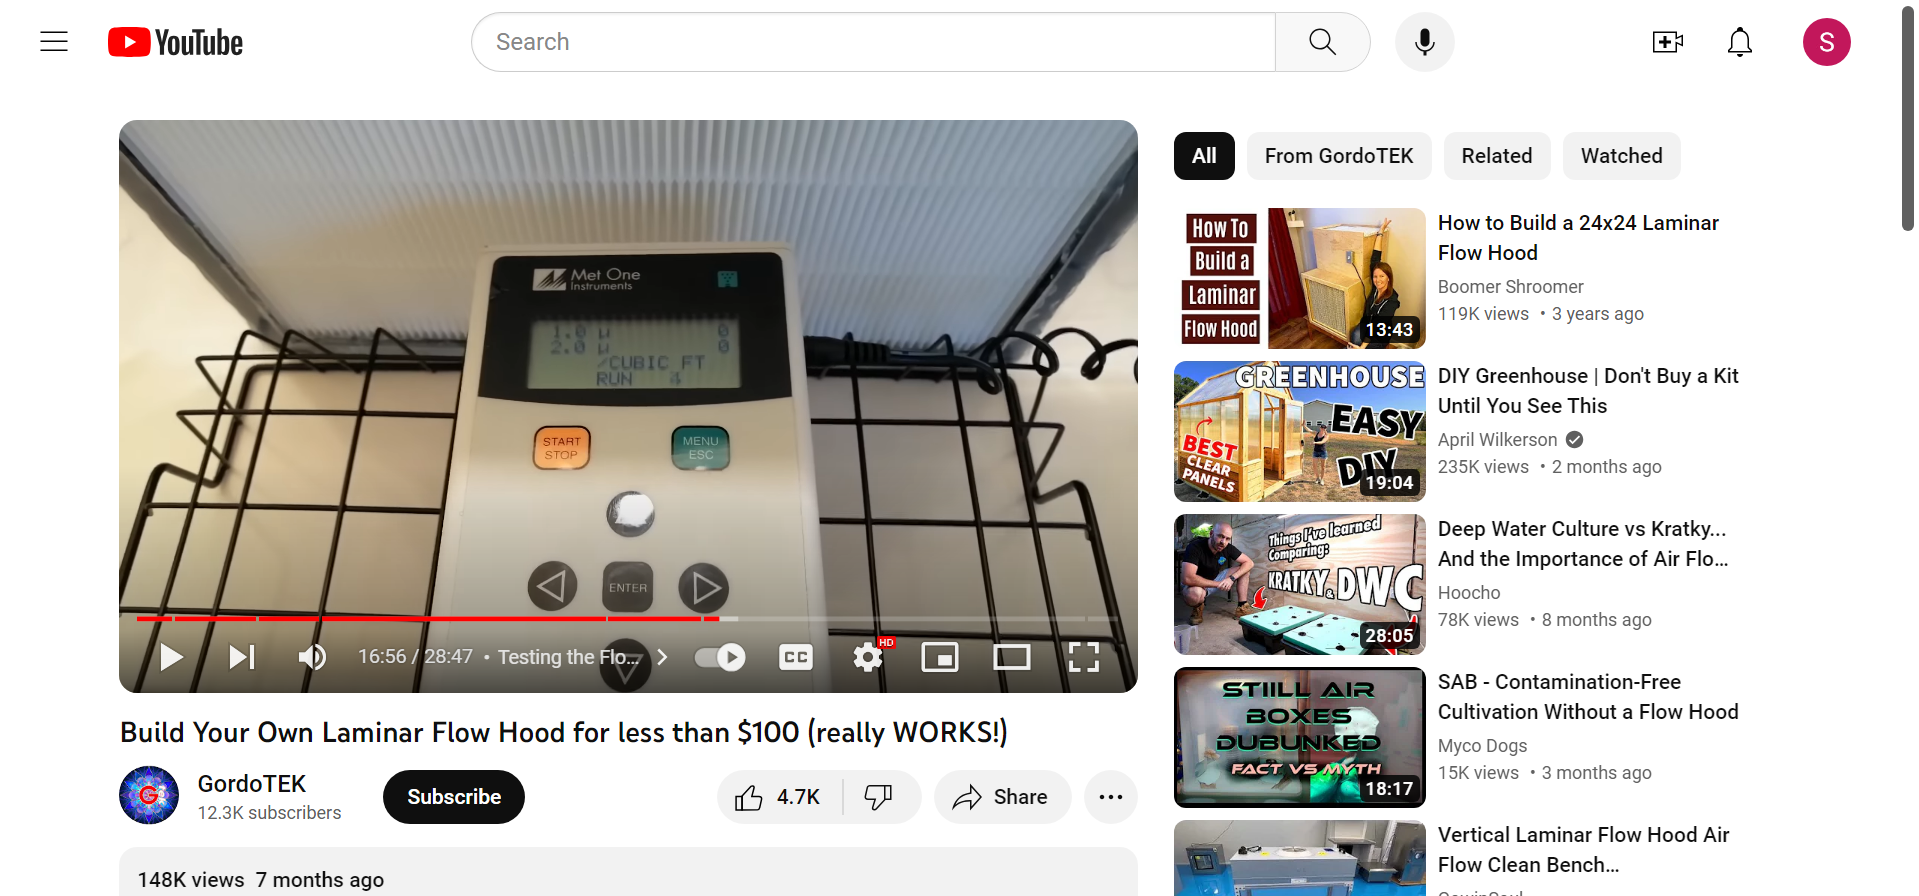 YouTube
Search
S
Met One
Instruments
1.0 µ 0
2.0 µ 0
/CUBIC FT
RUN
START
STOP
MENU
ESC
ENTER
16:56 / 28:47 • Testing the Flo...
CC
HD
Build Your Own Laminar Flow Hood for less than $100 (really WORKS!)
G
GordoTEK
12.3K subscribers
Subscribe
4.7K
Share
148K views 7 months ago
All
From GordoTEK
Related
Watched
How To
Build a
Laminar
Flow Hood
13:43
How to Build a 24x24 Laminar
Flow Hood
Boomer Shroomer
119K views • 3 years ago
GREENHOUSE
EASY
DIY
BEST
CLEAR
PANELS
19:04
DIY Greenhouse | Don't Buy a Kit
Until You See This
April Wilkerson
235K views • 2 months ago
Things I've learned
Comparing:
KRATKY & DWC
28:05
Deep Water Culture vs Kratky...
And the Importance of Air Flo...
Hoocho
78K views • 8 months ago
STIILL AIR
BOXES
DUBUNKED
FACT VS MYTH
18:17
SAB - Contamination-Free
Cultivation Without a Flow Hood
Myco Dogs
15K views • 3 months ago
Vertical Laminar Flow Hood Air
Flow Clean Bench...